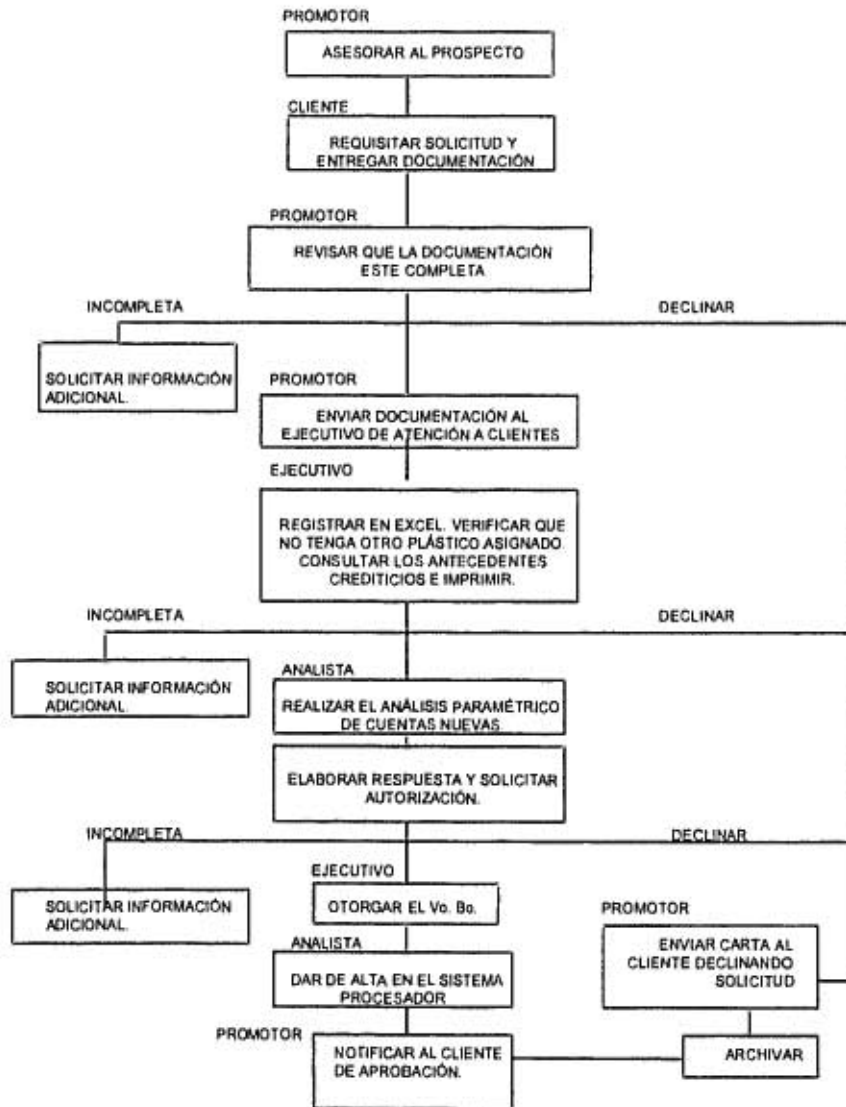 PROMOTOR
ASESORAR AL PROSPECTO
CLIENTE
REQUISITAR SOLICITUD Y
ENTREGAR DOCUMENTACIÓN
PROMOTOR
REVISAR QUE LA DOCUMENTACIÓN
ESTE COMPLETA
INCOMPLETA
DECLINAR
SOLICITAR INFORMACIÓN
ADICIONAL.
PROMOTOR
ENVIAR DOCUMENTACIÓN AL
EJECUTIVO DE ATENCIÓN A CLIENTES
EJECUTIVO
REGISTRAR EN EXCEL. VERIFICAR QUE
NO TENGA OTRO PLÁSTICO ASIGNADO
CONSULTAR LOS ANTECEDENTES
CREDITICIOS E IMPRIMIR.
INCOMPLETA
DECLINAR
SOLICITAR INFORMACIÓN
ADICIONAL.
ANALISTA
REALIZAR EL ANÁLISIS PARAMÉTRICO
DE CUENTAS NUEVAS
ELABORAR RESPUESTA Y SOLICITAR
AUTORIZACIÓN.
INCOMPLETA
DECLINAR
SOLICITAR INFORMACIÓN
ADICIONAL.
EJECUTIVO
OTORGAR EL Vo. Bo.
ANALISTA
DAR DE ALTA EN EL SISTEMA
PROCESADOR
PROMOTOR
ENVIAR CARTA AL
CLIENTE DECLINANDO
SOLICITUD
PROMOTOR
NOTIFICAR AL CLIENTE
DE APROBACIÓN.
ARCHIVAR